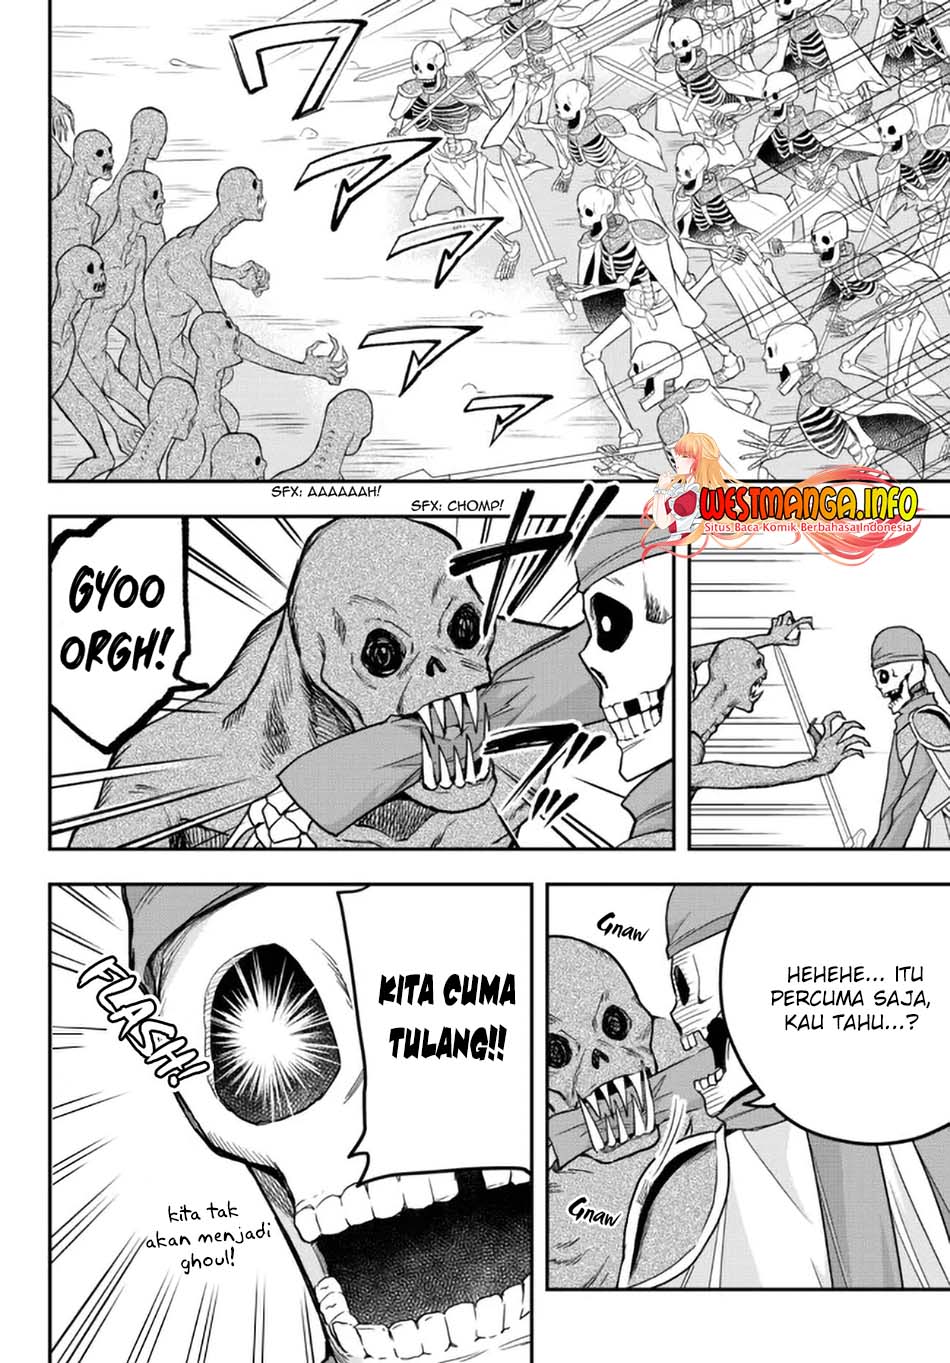 SFX: AAAAAAH!
SFX: CHOMP!
WESTMANGA.INFO
Situs Baca Komik Berbahasa Indonesia
GYOO
ORGH!
Gnaw
HEHEHE... ITU
PERCUMA SAJA,
KAU TAHU...?
Gnaw
KITA CUMA
TULANG!!
FLASH!
kita tak
akan menjadi
ghoul!